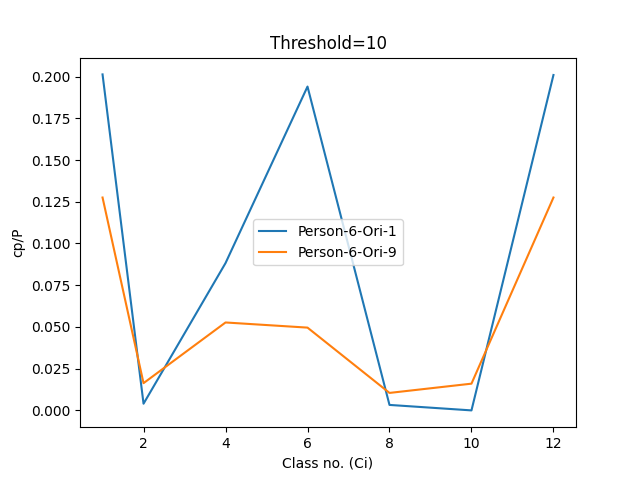 Threshold=10
cp/P
0.200
0.175
0.150
0.125
0.100
0.075
0.050
0.025
0.000
Person-6-Ori-1
Person-6-Ori-9
2 4 6 8 10 12
Class no. (Ci)